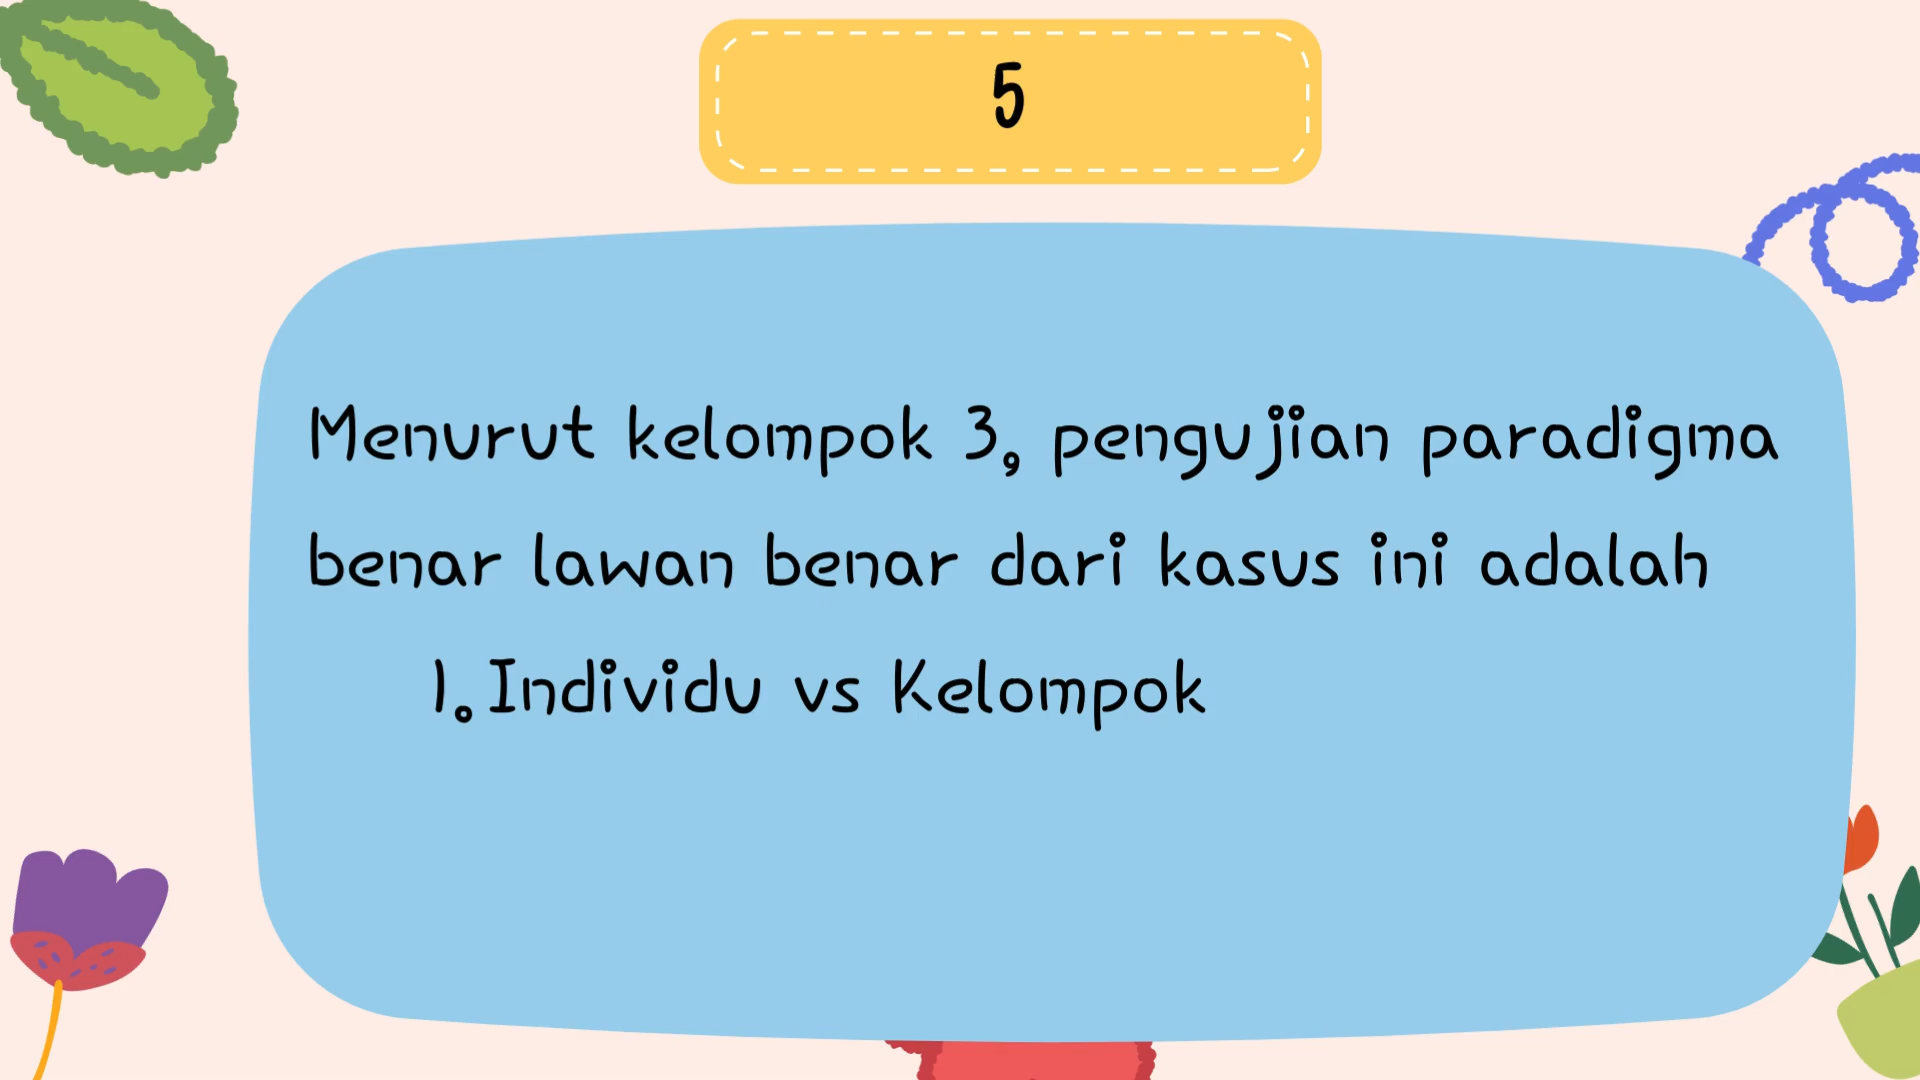 5
Menurut kelompok 3, pengujian paradigma
benar lawan benar dari kasus ini adalah
1. Individu vs Kelompok